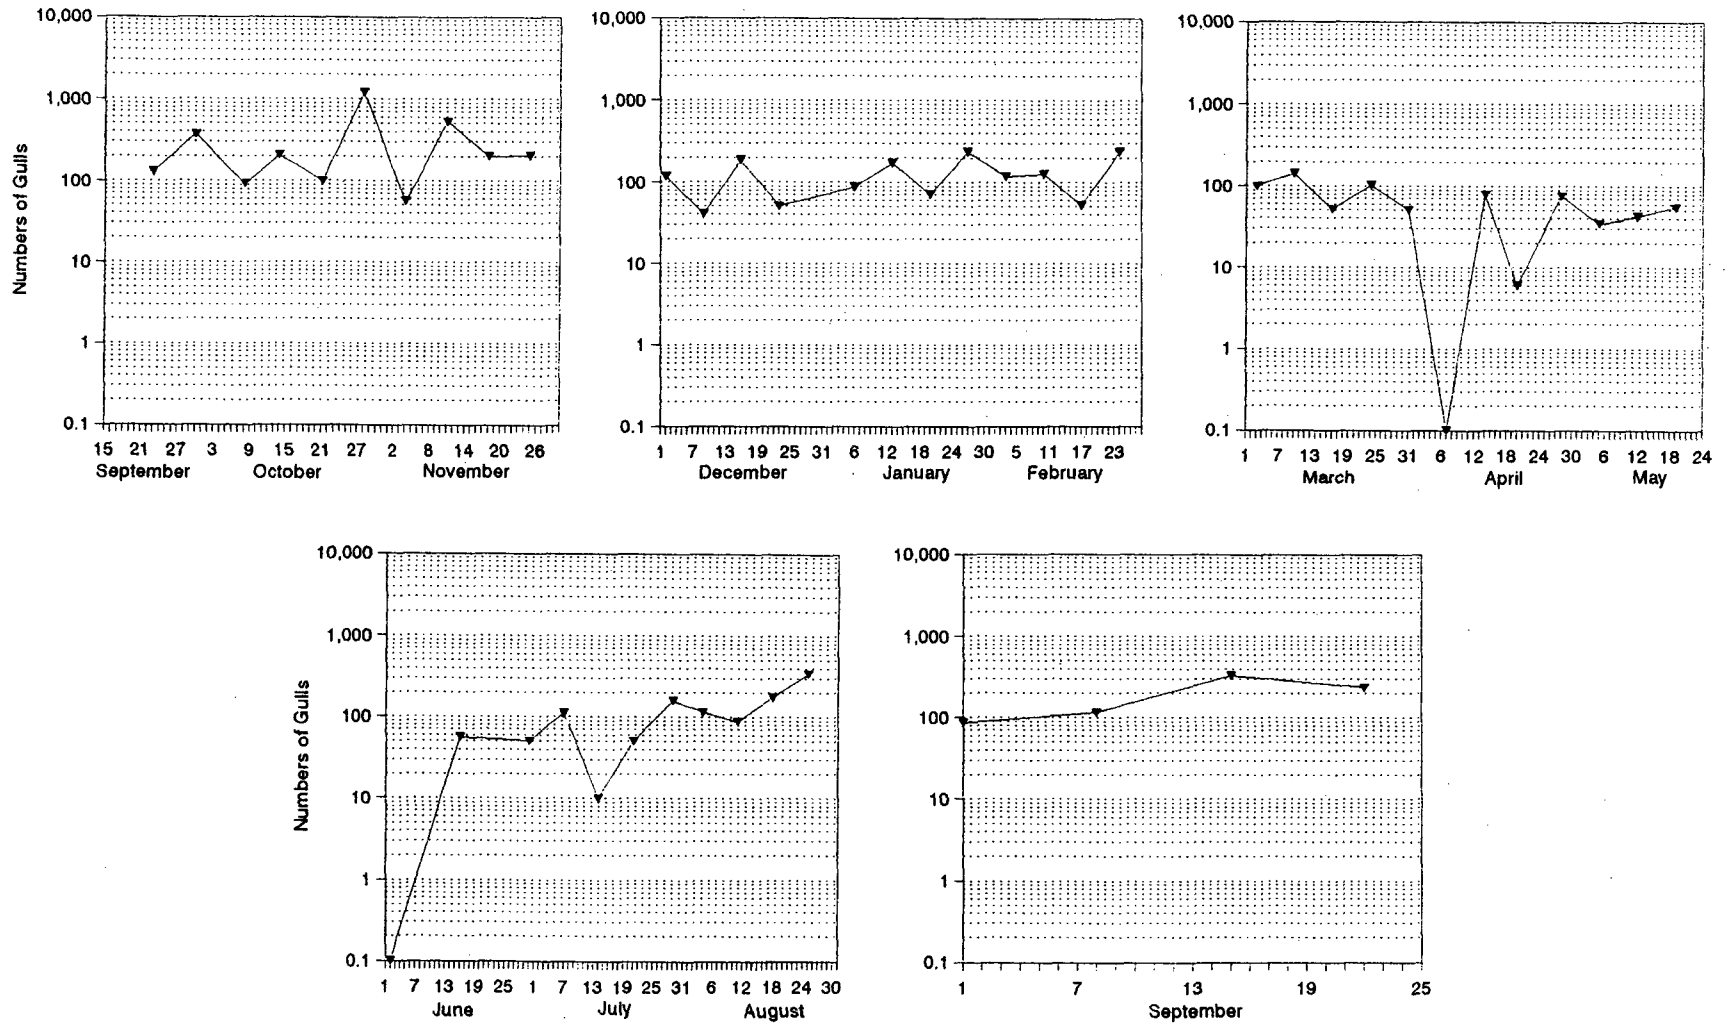 10,000
1,000
100
10
1
0.1
Numbers of Gulls
15 21 27 3 9 15 21 27 2 8 14 20 26
September October November
10,000
1,000
100
10
1
0.1
1 7 13 19 25 31 6 12 18 24 30 5 11 17 23
December January February
10,000
1,000
100
10
1
0.1
1 7 13 19 25 31 6 12 18 24 30 6 12 18 24
March April May
10,000
1,000
100
10
1
0.1
Numbers of Gulls
1 7 13 19 25 1 7 13 19 25 31 6 12 18 24 30
June July August
10,000
1,000
100
10
1
0.1
1 7 13 19 25
September